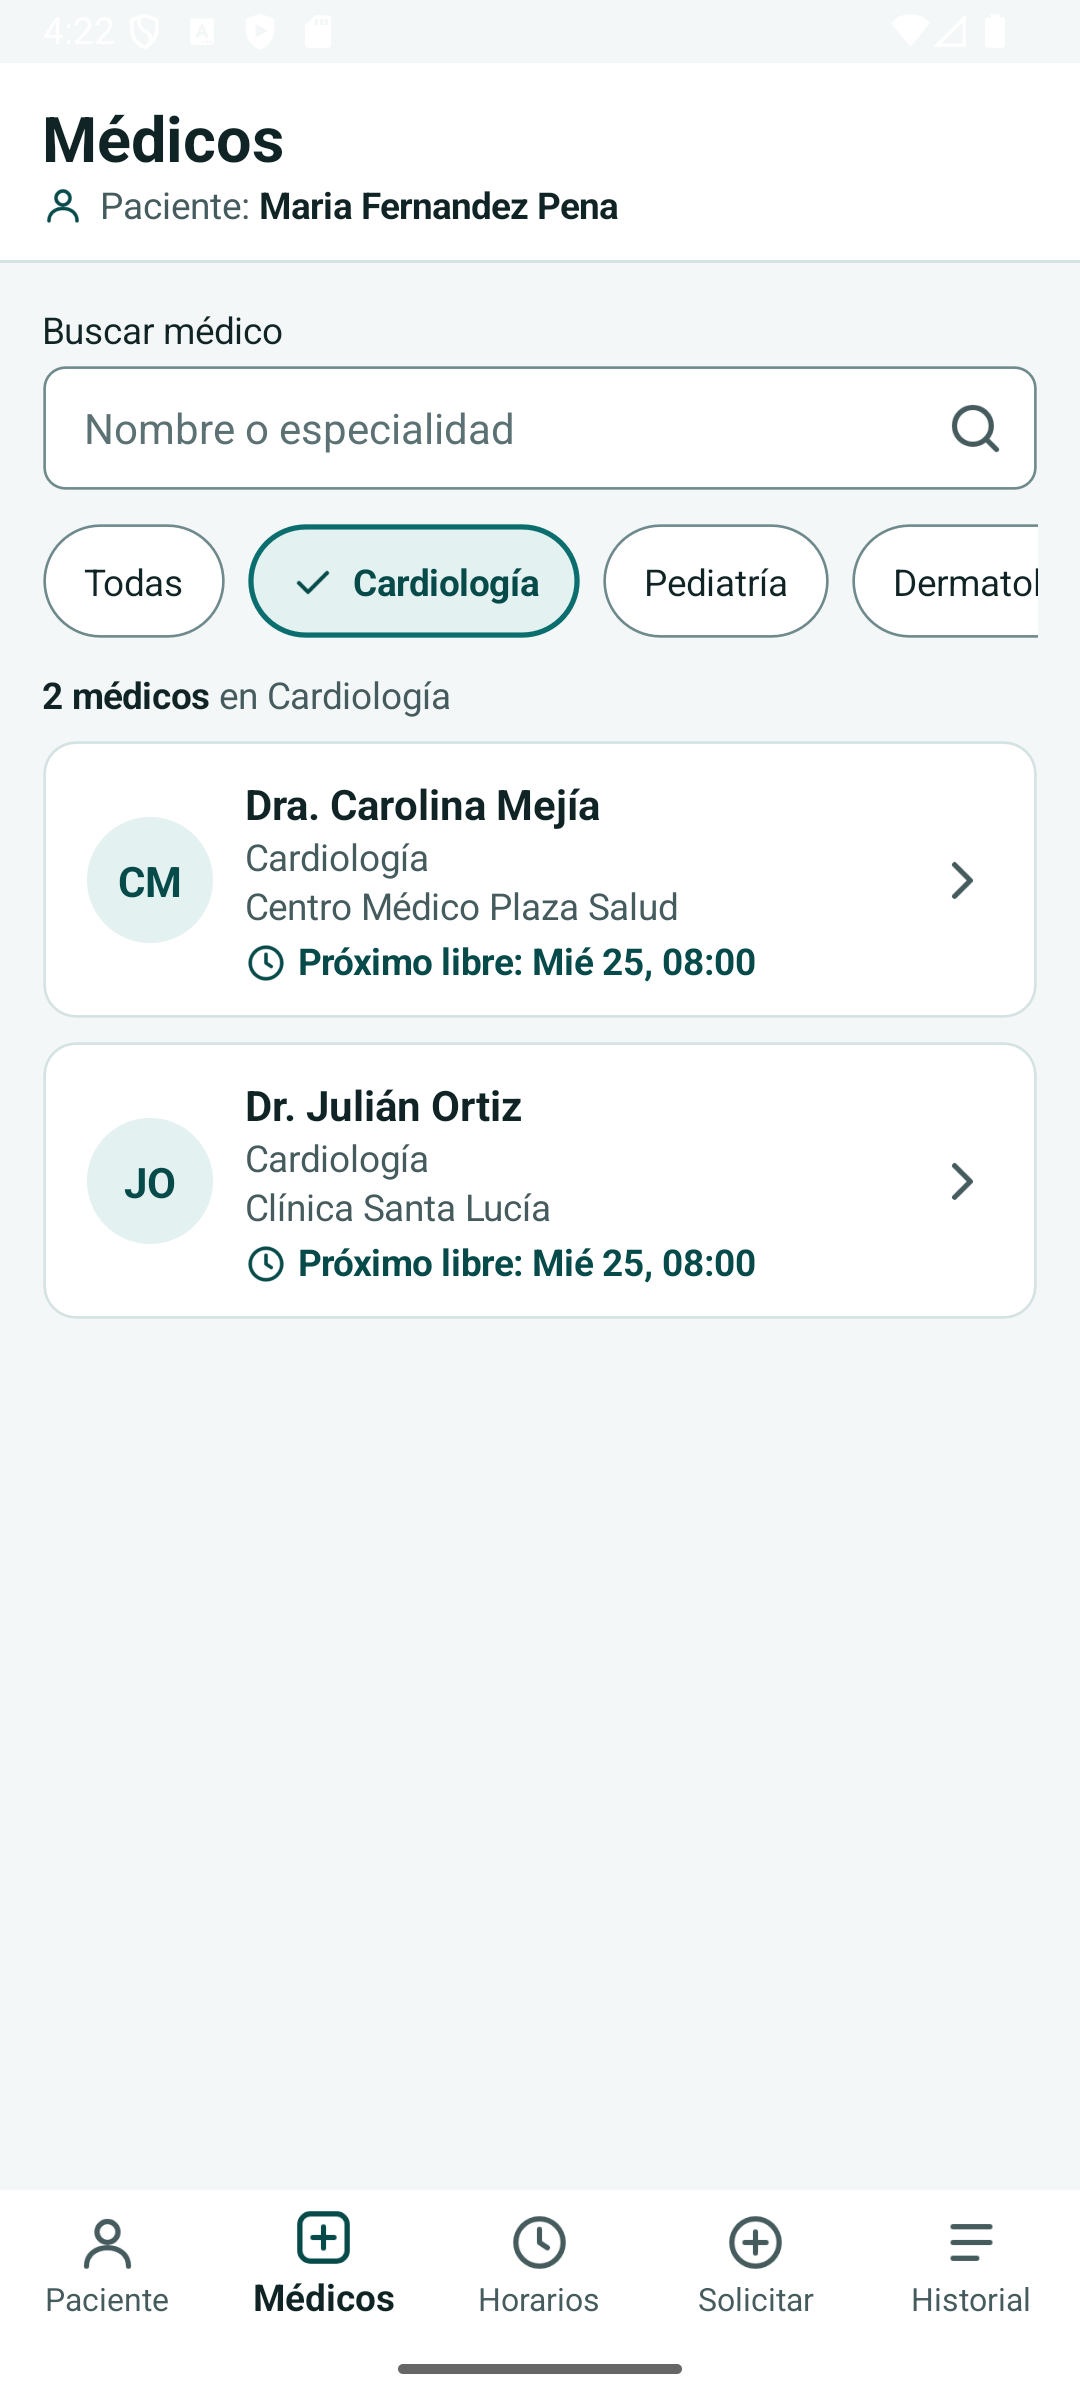 4:22
Médicos
Paciente: Maria Fernandez Pena
Buscar médico
Nombre o especialidad
Todas
Cardiología
Pediatría
Dermatol
2 médicos en Cardiología
CM
Dra. Carolina Mejía
Cardiología
Centro Médico Plaza Salud
Próximo libre: Mié 25, 08:00
JO
Dr. Julián Ortiz
Cardiología
Clínica Santa Lucía
Próximo libre: Mié 25, 08:00
Paciente
Médicos
Horarios
Solicitar
Historial